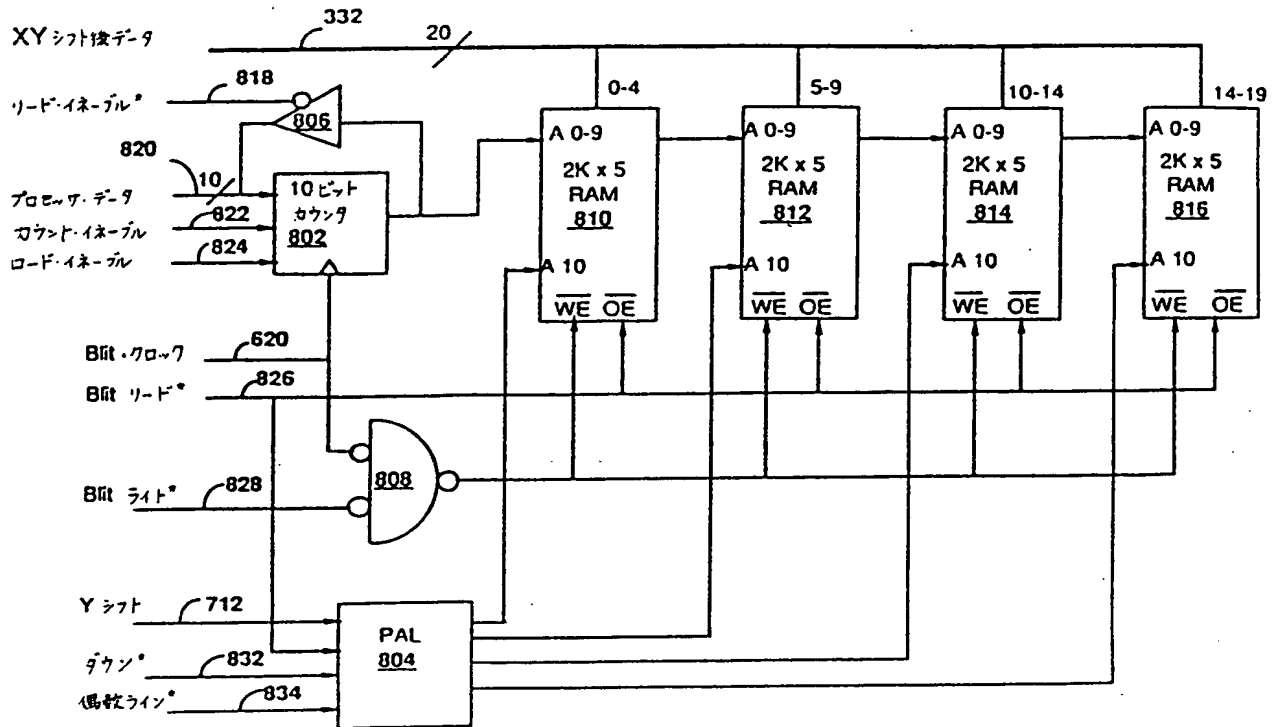 XY シフト後データ
332
20
818
リード・イネーブル*
806
0-4
5-9
10-14
14-19
820
プロセッサ・データ
10
822
カウント・イネーブル
824
ロード・イネーブル
10ビット
カウンタ
802
A 0-9
2K x 5
RAM
810
A 10
WE OE
A 0-9
2K x 5
RAM
812
A 10
WE OE
A 0-9
2K x 5
RAM
814
A 10
WE OE
A 0-9
2K x 5
RAM
816
A 10
WE OE
Blit・クロック
620
Blit リード*
826
808
Blit ライト*
828
Y シフト
712
ダウン*
832
偶数ライン*
834
PAL
804